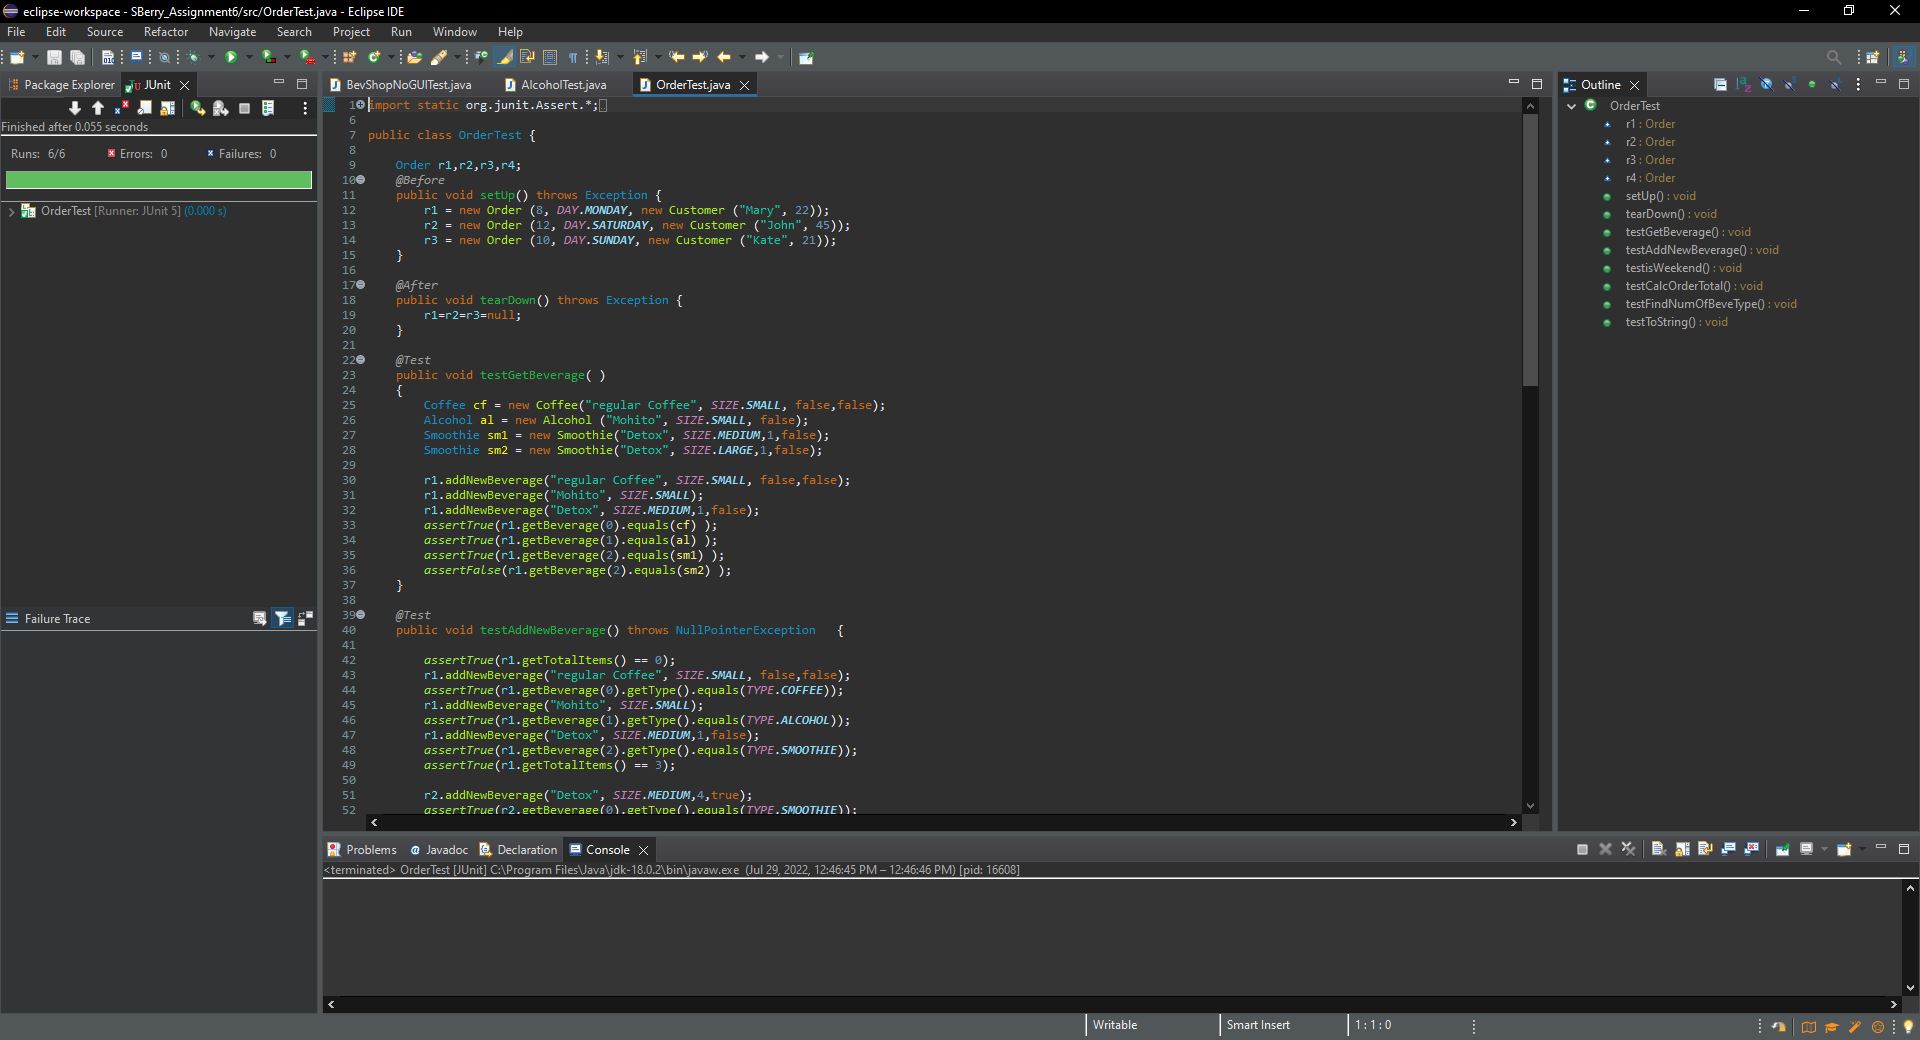 eclipse-workspace - SBerry_Assignment6/src/OrderTest.java - Eclipse IDE
File Edit Source Refactor Navigate Search Project Run Window Help
Package Explorer JUnit
Finished after 0.055 seconds
Runs: 6/6 Errors: 0 Failures: 0
OrderTest [Runner: JUnit 5] (0.000 s)
Failure Trace
BevShopNoGUITest.java AlcoholTest.java OrderTest.java
1 import static org.junit.Assert.*;
6
7 public class OrderTest {
8
9 Order r1,r2,r3,r4;
10 @Before
11 public void setUp() throws Exception {
12 r1 = new Order (8, DAY.MONDAY, new Customer ("Mary", 22));
13 r2 = new Order (12, DAY.SATURDAY, new Customer ("John", 45));
14 r3 = new Order (10, DAY.SUNDAY, new Customer ("Kate", 21));
15 }
16
17 @After
18 public void tearDown() throws Exception {
19 r1=r2=r3=null;
20 }
21
22 @Test
23 public void testGetBeverage( )
24 {
25 Coffee cf = new Coffee("regular Coffee", SIZE.SMALL, false,false);
26 Alcohol al = new Alcohol ("Mohito", SIZE.SMALL, false);
27 Smoothie sm1 = new Smoothie("Detox", SIZE.MEDIUM,1,false);
28 Smoothie sm2 = new Smoothie("Detox", SIZE.LARGE,1,false);
29
30 r1.addNewBeverage("regular Coffee", SIZE.SMALL, false,false);
31 r1.addNewBeverage("Mohito", SIZE.SMALL);
32 r1.addNewBeverage("Detox", SIZE.MEDIUM,1,false);
33 assertTrue(r1.getBeverage(0).equals(cf) );
34 assertTrue(r1.getBeverage(1).equals(al) );
35 assertTrue(r1.getBeverage(2).equals(sm1) );
36 assertFalse(r1.getBeverage(2).equals(sm2) );
37 }
38
39 @Test
40 public void testAddNewBeverage() throws NullPointerException {
41
42 assertTrue(r1.getTotalItems() == 0);
43 r1.addNewBeverage("regular Coffee", SIZE.SMALL, false,false);
44 assertTrue(r1.getBeverage(0).getType().equals(TYPE.COFFEE));
45 r1.addNewBeverage("Mohito", SIZE.SMALL);
46 assertTrue(r1.getBeverage(1).getType().equals(TYPE.ALCOHOL));
47 r1.addNewBeverage("Detox", SIZE.MEDIUM,1,false);
48 assertTrue(r1.getBeverage(2).getType().equals(TYPE.SMOOTHIE));
49 assertTrue(r1.getTotalItems() == 3);
50
51 r2.addNewBeverage("Detox", SIZE.MEDIUM,4,true);
52 assertTrue(r2.getBeverage(0).getType().equals(TYPE.SMOOTHIE));
Outline
OrderTest
r1 : Order
r2 : Order
r3 : Order
r4 : Order
setUp() : void
tearDown() : void
testGetBeverage() : void
testAddNewBeverage() : void
testisWeekend() : void
testCalcOrderTotal() : void
testFindNumOfBeveType() : void
testToString() : void
Problems Javadoc Declaration Console
<terminated> OrderTest [JUnit] C:\Program Files\Java\jdk-18.0.2\bin\javaw.exe (Jul 29, 2022, 12:46:45 PM – 12:46:46 PM) [pid: 16608]
Writable Smart Insert 1 : 1 : 0